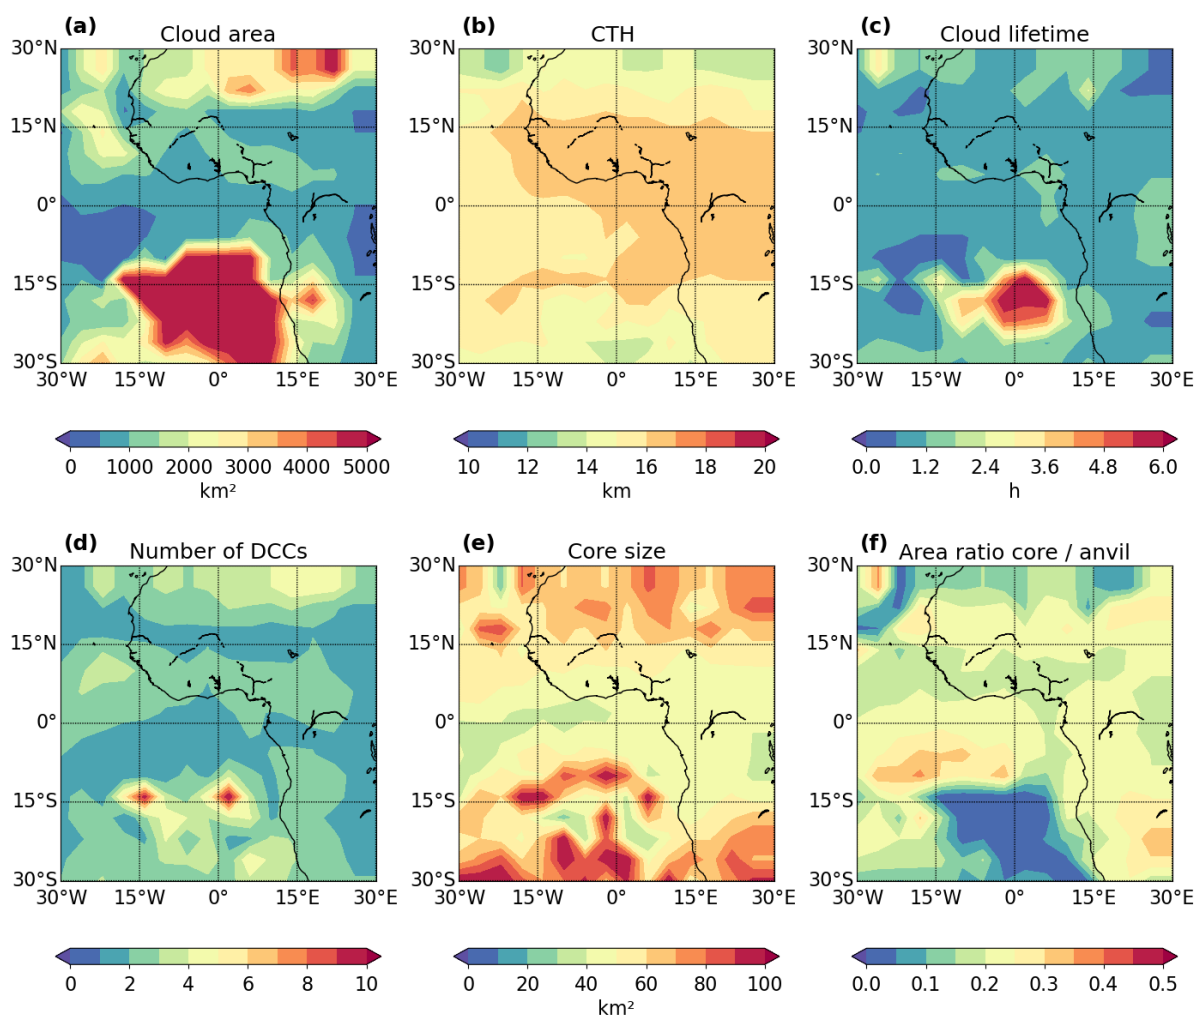 (a) Cloud area
(b) CTH
(c) Cloud lifetime
30°N
15°N
0°
15°S
30°S
30°W 15°W 0° 15°E 30°E
30°N
15°N
0°
15°S
30°S
30°W 15°W 0° 15°E 30°E
30°N
15°N
0°
15°S
30°S
30°W 15°W 0° 15°E 30°E
0 1000 2000 3000 4000 5000
km²
10 12 14 16 18 20
km
0.0 1.2 2.4 3.6 4.8 6.0
h
(d) Number of DCCs
(e) Core size
(f) Area ratio core / anvil
30°N
15°N
0°
15°S
30°S
30°W 15°W 0° 15°E 30°E
30°N
15°N
0°
15°S
30°S
30°W 15°W 0° 15°E 30°E
30°N
15°N
0°
15°S
30°S
30°W 15°W 0° 15°E 30°E
0 2 4 6 8 10
0 20 40 60 80 100
km²
0.0 0.1 0.2 0.3 0.4 0.5